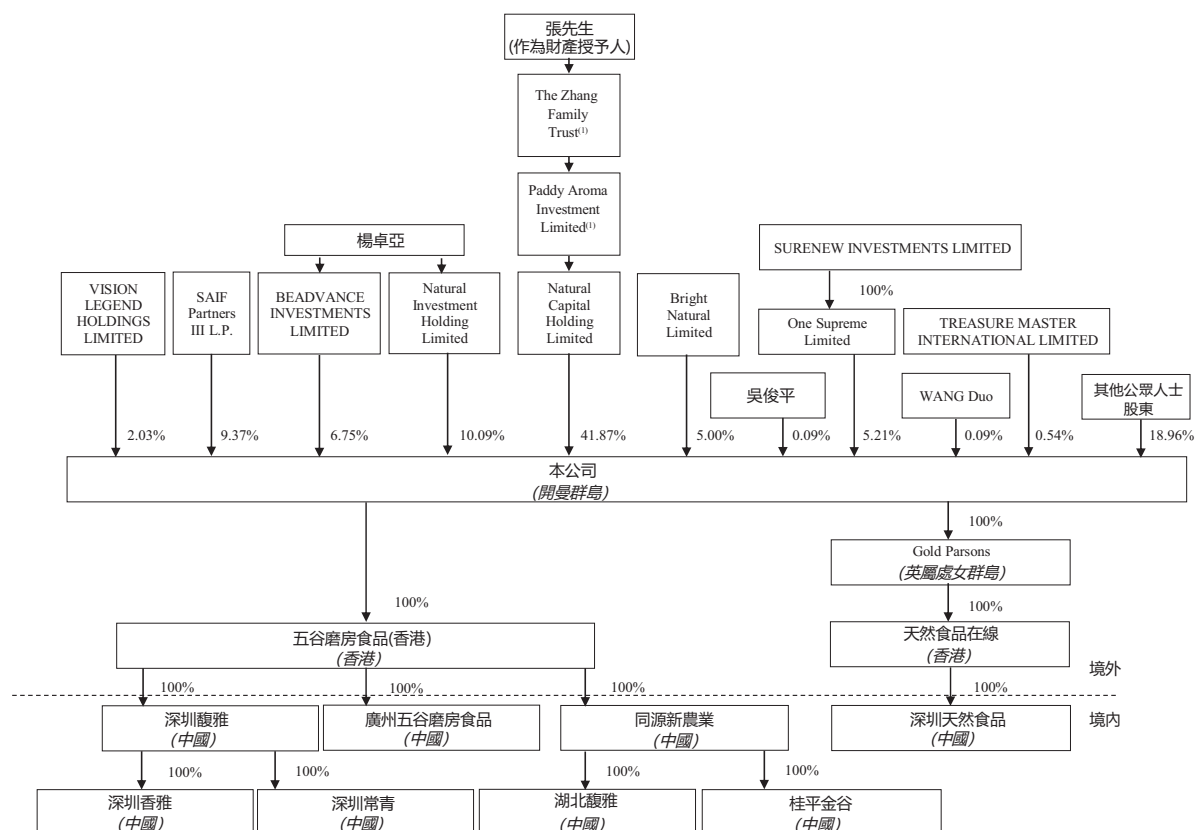 張先生
(作為財產授予人)
The Zhang
Family
Trust(1)
Paddy Aroma
Investment
Limited(1)
楊卓亞
SURENEW INVESTMENTS LIMITED
100%
VISION
LEGEND
HOLDINGS
LIMITED
SAIF
Partners
III L.P.
BEADVANCE
INVESTMENTS
LIMITED
Natural
Investment
Holding
Limited
Natural
Capital
Holding
Limited
Bright
Natural
Limited
One Supreme
Limited
TREASURE MASTER
INTERNATIONAL LIMITED
吳俊平
WANG Duo
其他公眾人士
股東
2.03%
9.37%
6.75%
10.09%
41.87%
5.00%
0.09%
5.21%
0.09%
0.54%
18.96%
本公司
(開曼群島)
100%
Gold Parsons
(英屬處女群島)
100%
100%
五谷磨房食品(香港)
(香港)
天然食品在線
(香港)
境外
100%
100%
100%
100%
境內
深圳馥雅
(中國)
廣州五谷磨房食品
(中國)
同源新農業
(中國)
深圳天然食品
(中國)
100%
100%
100%
100%
深圳香雅
(中國)
深圳常青
(中國)
湖北馥雅
(中國)
桂平金谷
(中國)